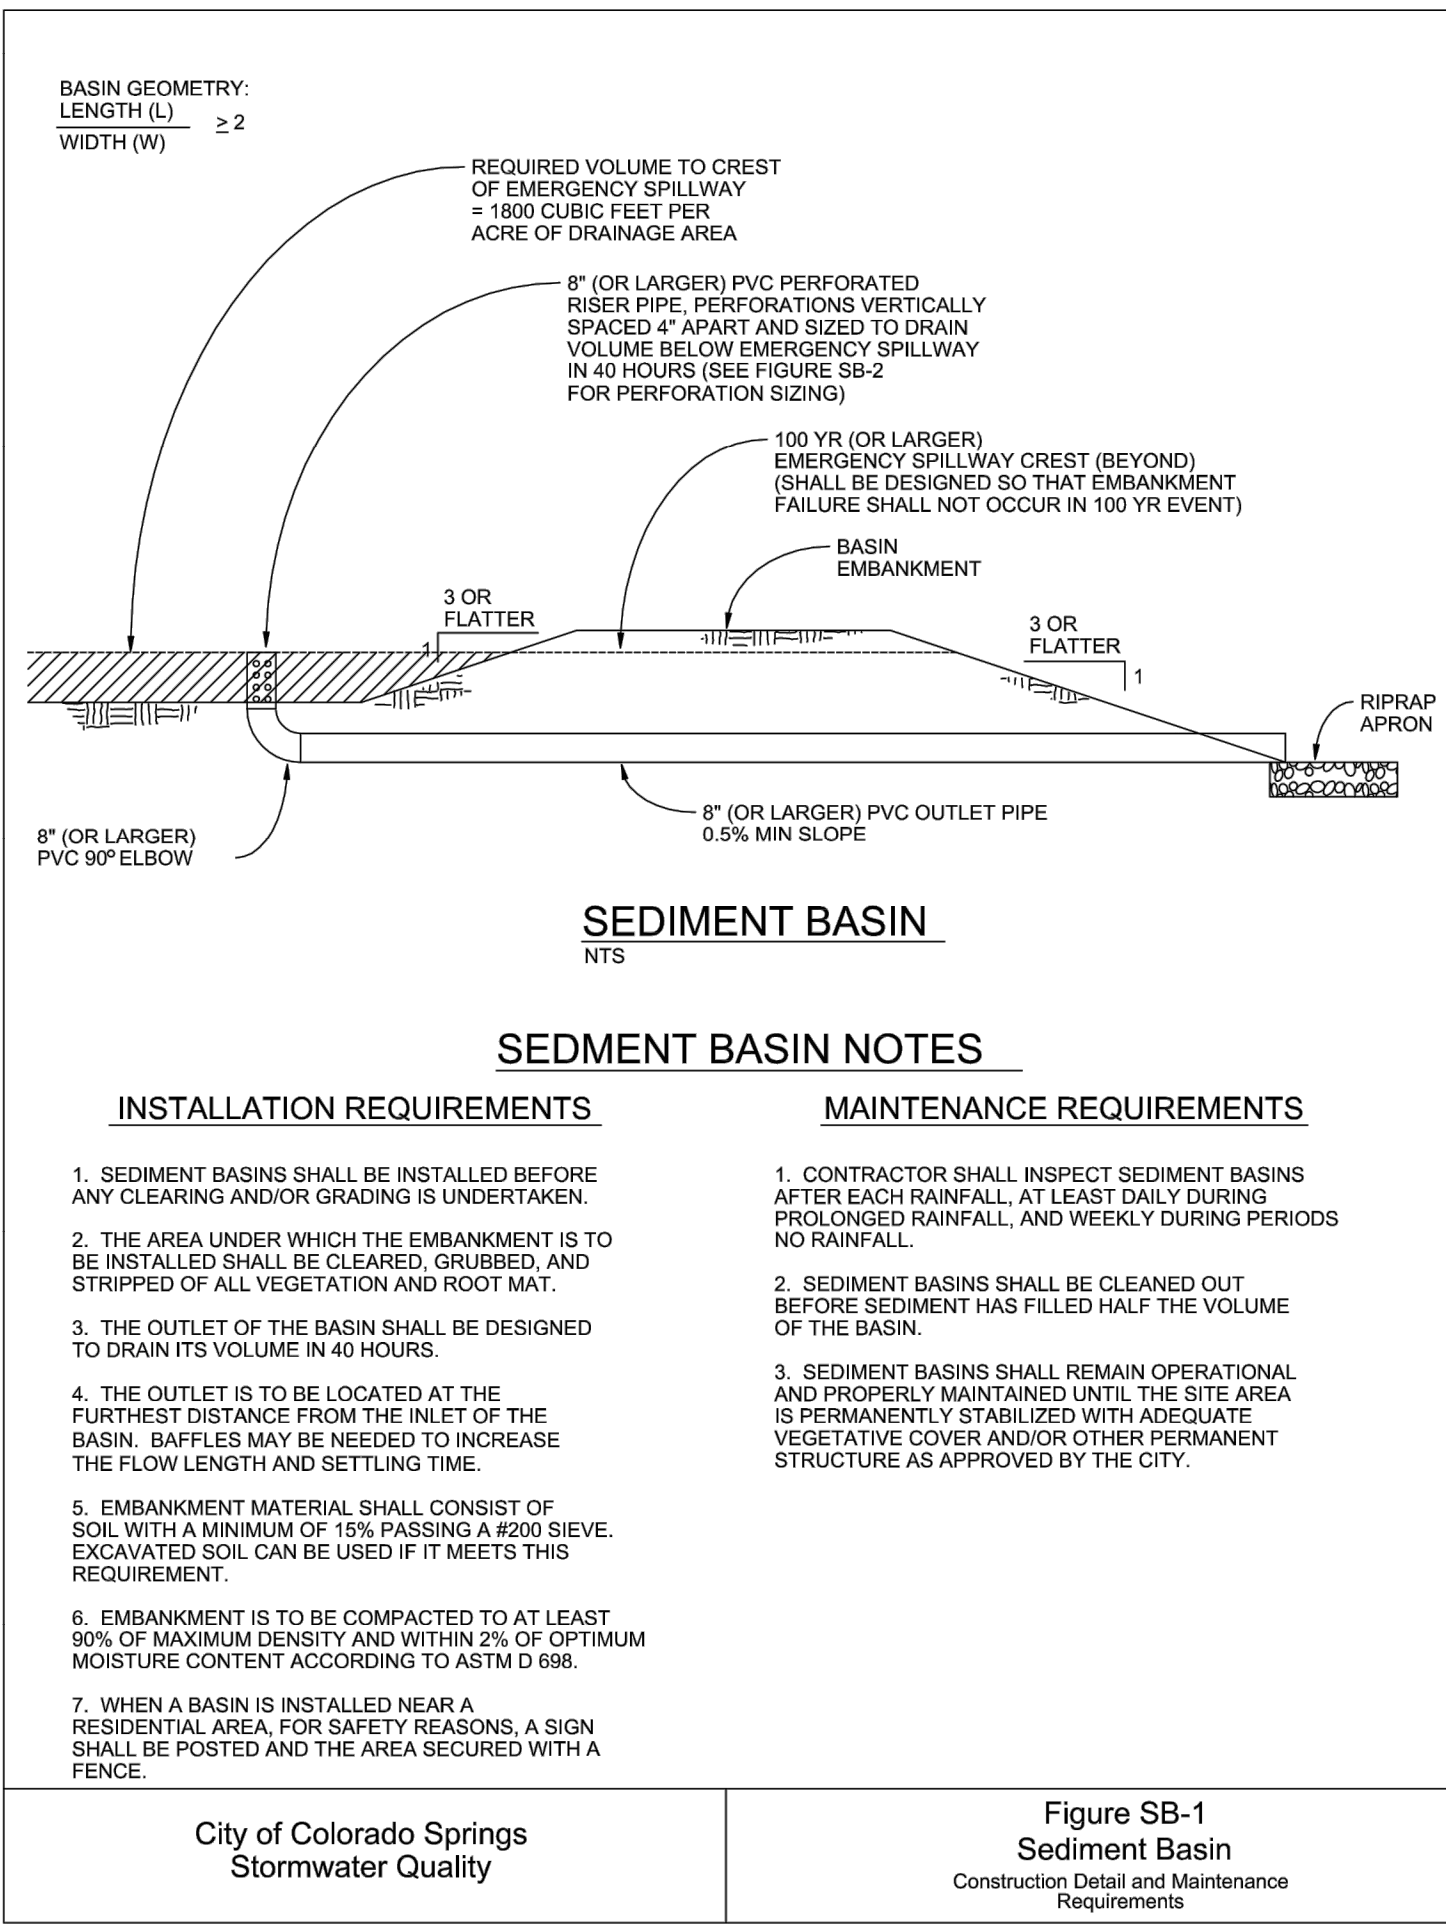 BASIN GEOMETRY:
LENGTH (L)
WIDTH (W)
≥ 2
REQUIRED VOLUME TO CREST
OF EMERGENCY SPILLWAY
= 1800 CUBIC FEET PER
ACRE OF DRAINAGE AREA
8" (OR LARGER) PVC PERFORATED
RISER PIPE, PERFORATIONS VERTICALLY
SPACED 4" APART AND SIZED TO DRAIN
VOLUME BELOW EMERGENCY SPILLWAY
IN 40 HOURS (SEE FIGURE SB-2
FOR PERFORATION SIZING)
100 YR (OR LARGER)
EMERGENCY SPILLWAY CREST (BEYOND)
(SHALL BE DESIGNED SO THAT EMBANKMENT
FAILURE SHALL NOT OCCUR IN 100 YR EVENT)
BASIN
EMBANKMENT
3 OR
FLATTER
1
3 OR
FLATTER
1
RIPRAP
APRON
8" (OR LARGER) PVC OUTLET PIPE
0.5% MIN SLOPE
8" (OR LARGER)
PVC 90º ELBOW
SEDIMENT BASIN
NTS
SEDMENT BASIN NOTES
INSTALLATION REQUIREMENTS
1. SEDIMENT BASINS SHALL BE INSTALLED BEFORE
ANY CLEARING AND/OR GRADING IS UNDERTAKEN.
2. THE AREA UNDER WHICH THE EMBANKMENT IS TO
BE INSTALLED SHALL BE CLEARED, GRUBBED, AND
STRIPPED OF ALL VEGETATION AND ROOT MAT.
3. THE OUTLET OF THE BASIN SHALL BE DESIGNED
TO DRAIN ITS VOLUME IN 40 HOURS.
4. THE OUTLET IS TO BE LOCATED AT THE
FURTHEST DISTANCE FROM THE INLET OF THE
BASIN. BAFFLES MAY BE NEEDED TO INCREASE
THE FLOW LENGTH AND SETTLING TIME.
5. EMBANKMENT MATERIAL SHALL CONSIST OF
SOIL WITH A MINIMUM OF 15% PASSING A #200 SIEVE.
EXCAVATED SOIL CAN BE USED IF IT MEETS THIS
REQUIREMENT.
6. EMBANKMENT IS TO BE COMPACTED TO AT LEAST
90% OF MAXIMUM DENSITY AND WITHIN 2% OF OPTIMUM
MOISTURE CONTENT ACCORDING TO ASTM D 698.
7. WHEN A BASIN IS INSTALLED NEAR A
RESIDENTIAL AREA, FOR SAFETY REASONS, A SIGN
SHALL BE POSTED AND THE AREA SECURED WITH A
FENCE.
MAINTENANCE REQUIREMENTS
1. CONTRACTOR SHALL INSPECT SEDIMENT BASINS
AFTER EACH RAINFALL, AT LEAST DAILY DURING
PROLONGED RAINFALL, AND WEEKLY DURING PERIODS
NO RAINFALL.
2. SEDIMENT BASINS SHALL BE CLEANED OUT
BEFORE SEDIMENT HAS FILLED HALF THE VOLUME
OF THE BASIN.
3. SEDIMENT BASINS SHALL REMAIN OPERATIONAL
AND PROPERLY MAINTAINED UNTIL THE SITE AREA
IS PERMANENTLY STABILIZED WITH ADEQUATE
VEGETATIVE COVER AND/OR OTHER PERMANENT
STRUCTURE AS APPROVED BY THE CITY.
City of Colorado Springs
Stormwater Quality
Figure SB-1
Sediment Basin
Construction Detail and Maintenance
Requirements